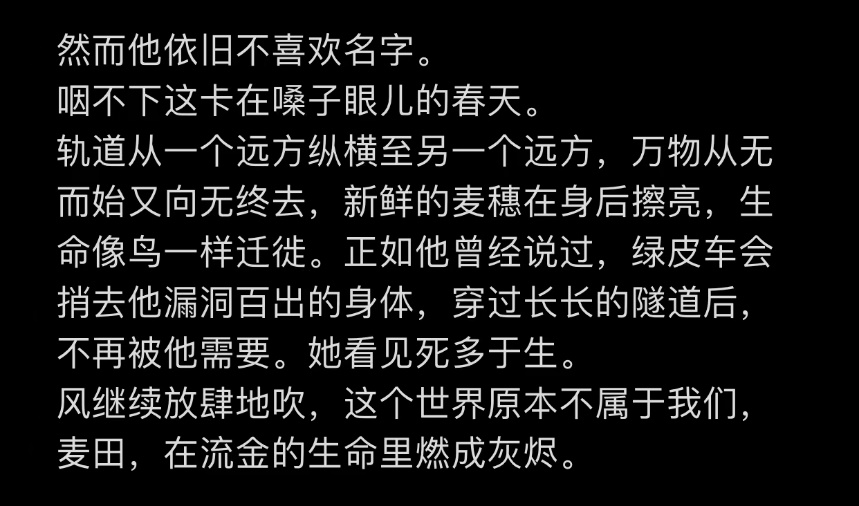 然而他依旧不喜欢名字。
咽不下这卡在嗓子眼儿的春天。
轨道从一个远方纵横至另一个远方，万物从无
而始又向无终去，新鲜的麦穗在身后擦亮，生
命像鸟一样迁徙。正如他曾经说过，绿皮车会
捎去他漏洞百出的身体，穿过长长的隧道后，
不再被他需要。她看见死多于生。
风继续放肆地吹，这个世界原本不属于我们，
麦田，在流金的生命里燃成灰烬。